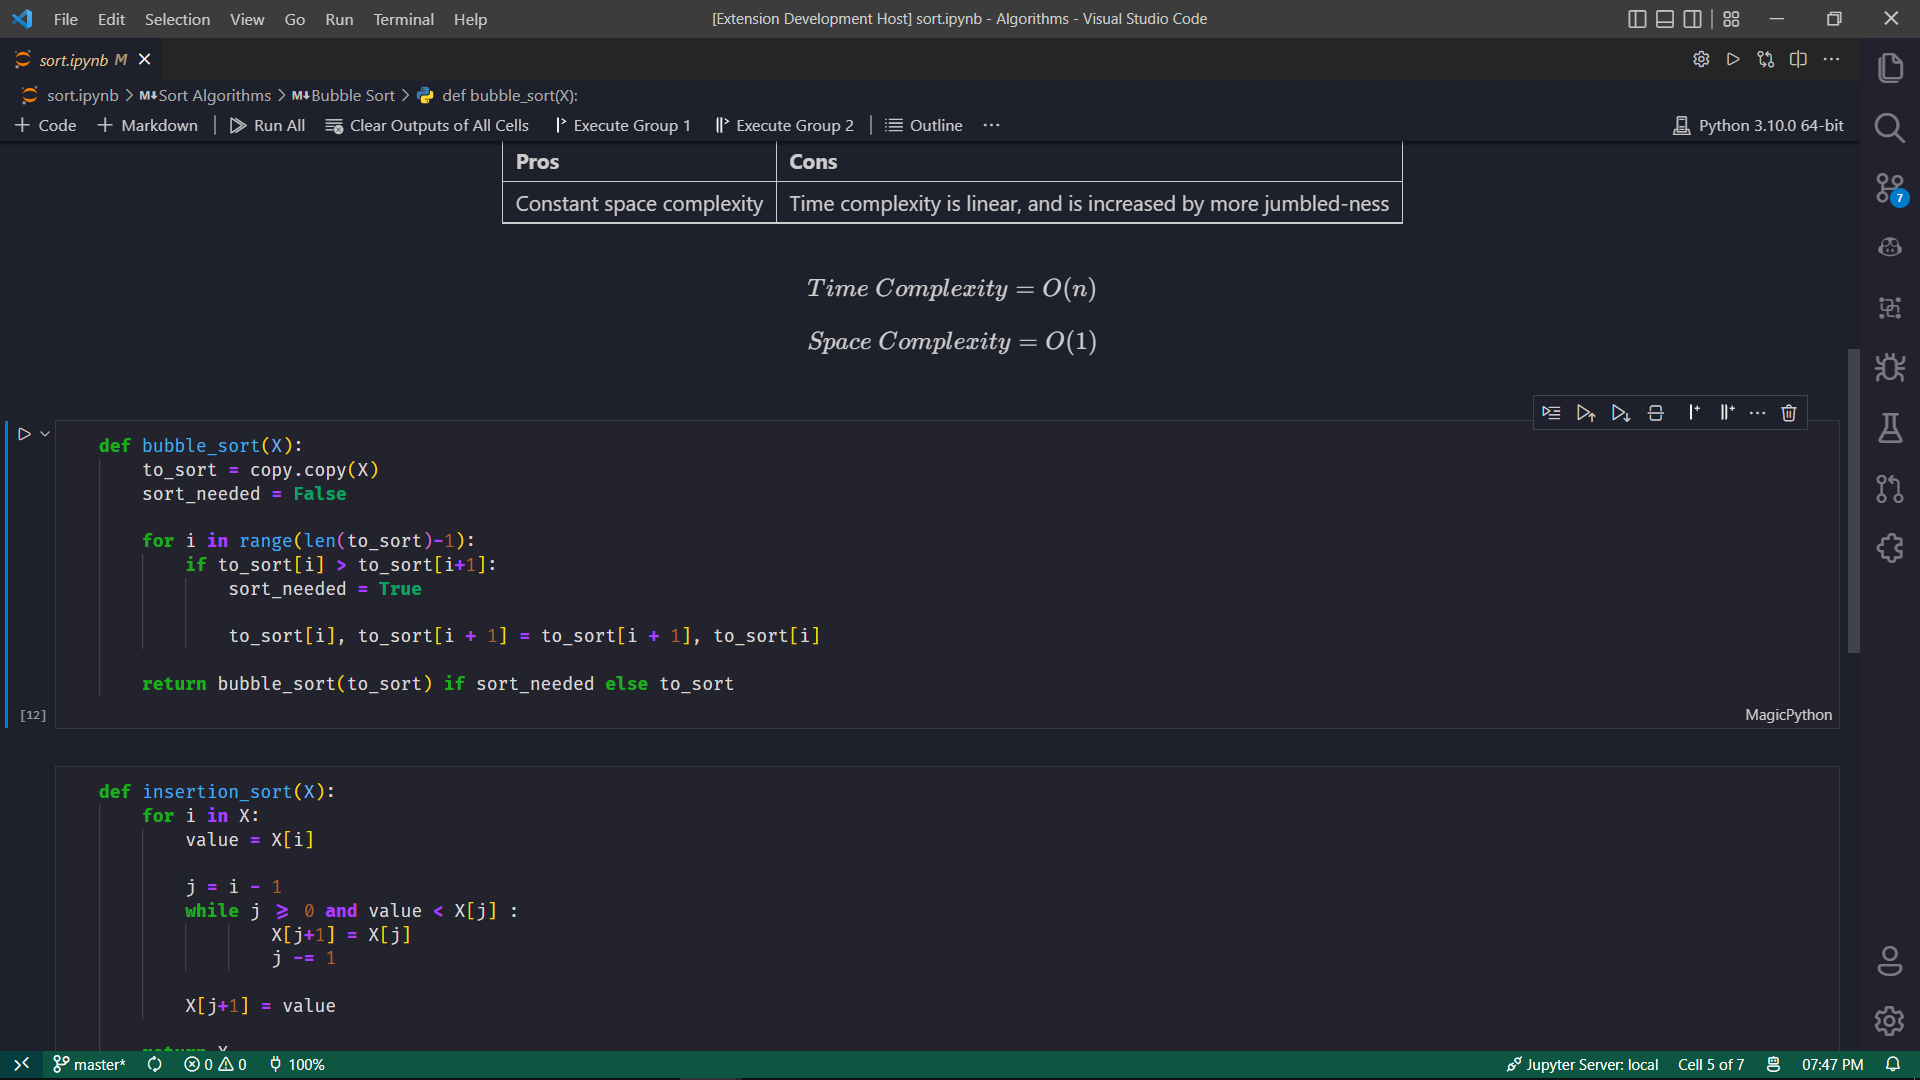 File Edit Selection View Go Run Terminal Help
[Extension Development Host] sort.ipynb - Algorithms - Visual Studio Code
sort.ipynb M
sort.ipynb > M↓Sort Algorithms > M↓Bubble Sort > def bubble_sort(X):
+ Code + Markdown Run All Clear Outputs of All Cells Execute Group 1 Execute Group 2 Outline ...
Python 3.10.0 64-bit
Pros Cons
Constant space complexity Time complexity is linear, and is increased by more jumbled-ness
7
Time Complexity = O(n)
Space Complexity = O(1)
def bubble_sort(X):
to_sort = copy.copy(X)
sort_needed = False
for i in range(len(to_sort)-1):
if to_sort[i] > to_sort[i+1]:
sort_needed = True
to_sort[i], to_sort[i + 1] = to_sort[i + 1], to_sort[i]
return bubble_sort(to_sort) if sort_needed else to_sort
[12]
MagicPython
def insertion_sort(X):
for i in X:
value = X[i]
j = i - 1
while j ⩾ 0 and value < X[j] :
X[j+1] = X[j]
j -= 1
X[j+1] = value
return X
master* 0 0 100%
Jupyter Server: local Cell 5 of 7 07:47 PM